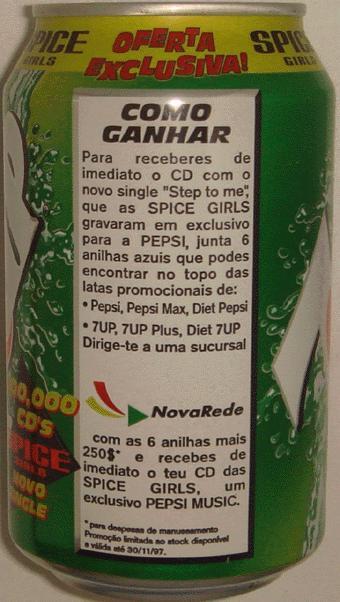 SPICE GIRLS OFERTA SPICE GIRLS
EXCLUSIVA!
COMO
GANHAR
Para receberes de
imediato o CD com o
novo single "Step to me",
que as SPICE GIRLS
gravaram em exclusivo
para a PEPSI, junta 6
anilhas azuis que podes
encontrar no topo das
latas promocionais de:
• Pepsi, Pepsi Max, Diet Pepsi
• 7UP, 7UP Plus, Diet 7UP
Dirige-te a uma sucursal
NovaRede
com as 6 anilhas mais
250$* e recebes de
imediato o teu CD das
SPICE GIRLS, um
exclusivo PEPSI MUSIC.
*para despesas de manuseamento
Promoção limitada ao stock disponível
e válida até 30/11/97.
0,000
CD'S
SPICE
GIRLS
NOVO